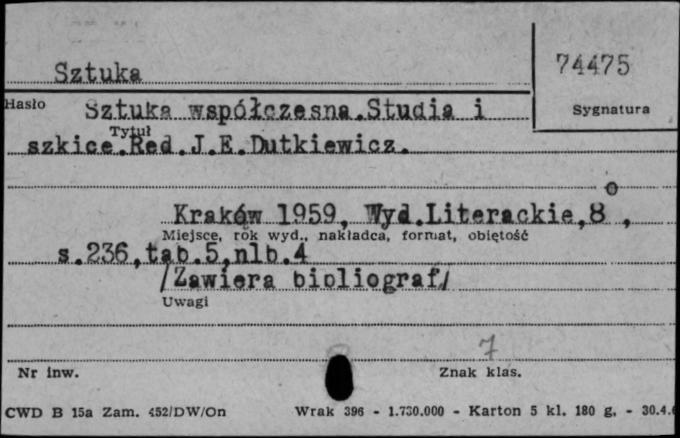 Sztuka
74475
Hasło
Sygnatura
Sztuka współczesna.Studia i
Tytuł
szkice.Red.J.E.Dutkiewicz.
Kraków 1959, Wyd.Literackie,8o,
Miejsce, rok wyd., nakładca, format, objętość
s.236,tab.5,nlb.4
/Zawiera bibliograf/
Uwagi
7
Nr inw.
Znak klas.
CWD B 15a Zam. 452/DW/On Wrak 396 - 1.730.000 - Karton 5 kl. 180 g. - 30.4.6